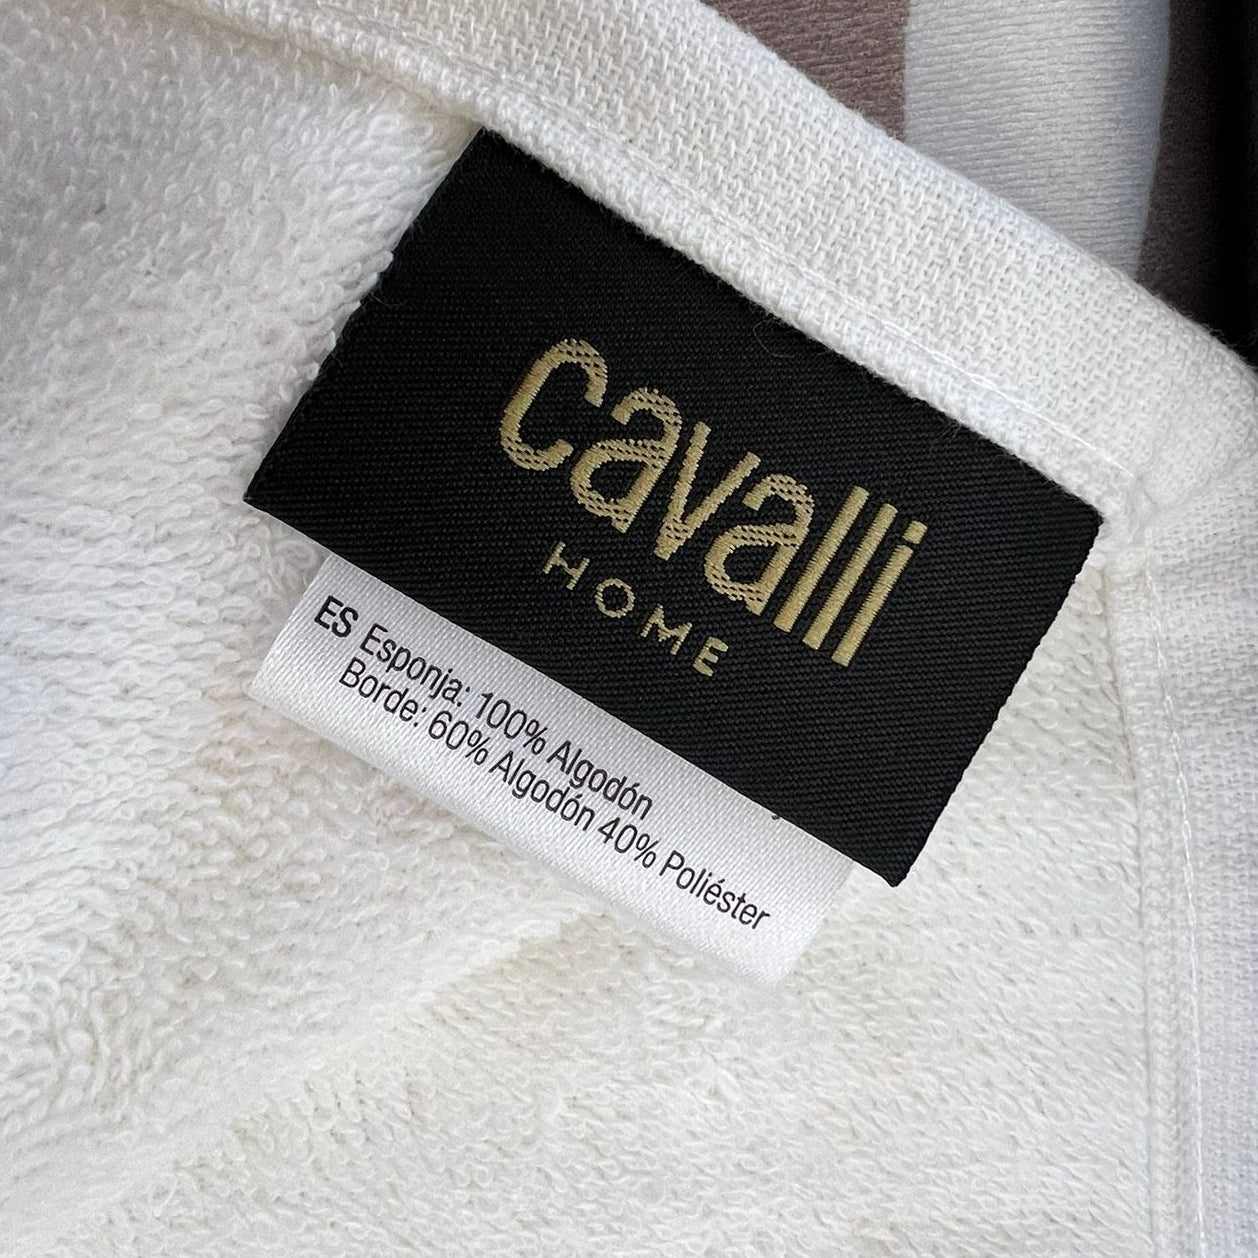 cavalli
HOME
ES Esponja: 100% Algodón
Borde: 60% Algodón 40% Poliéster